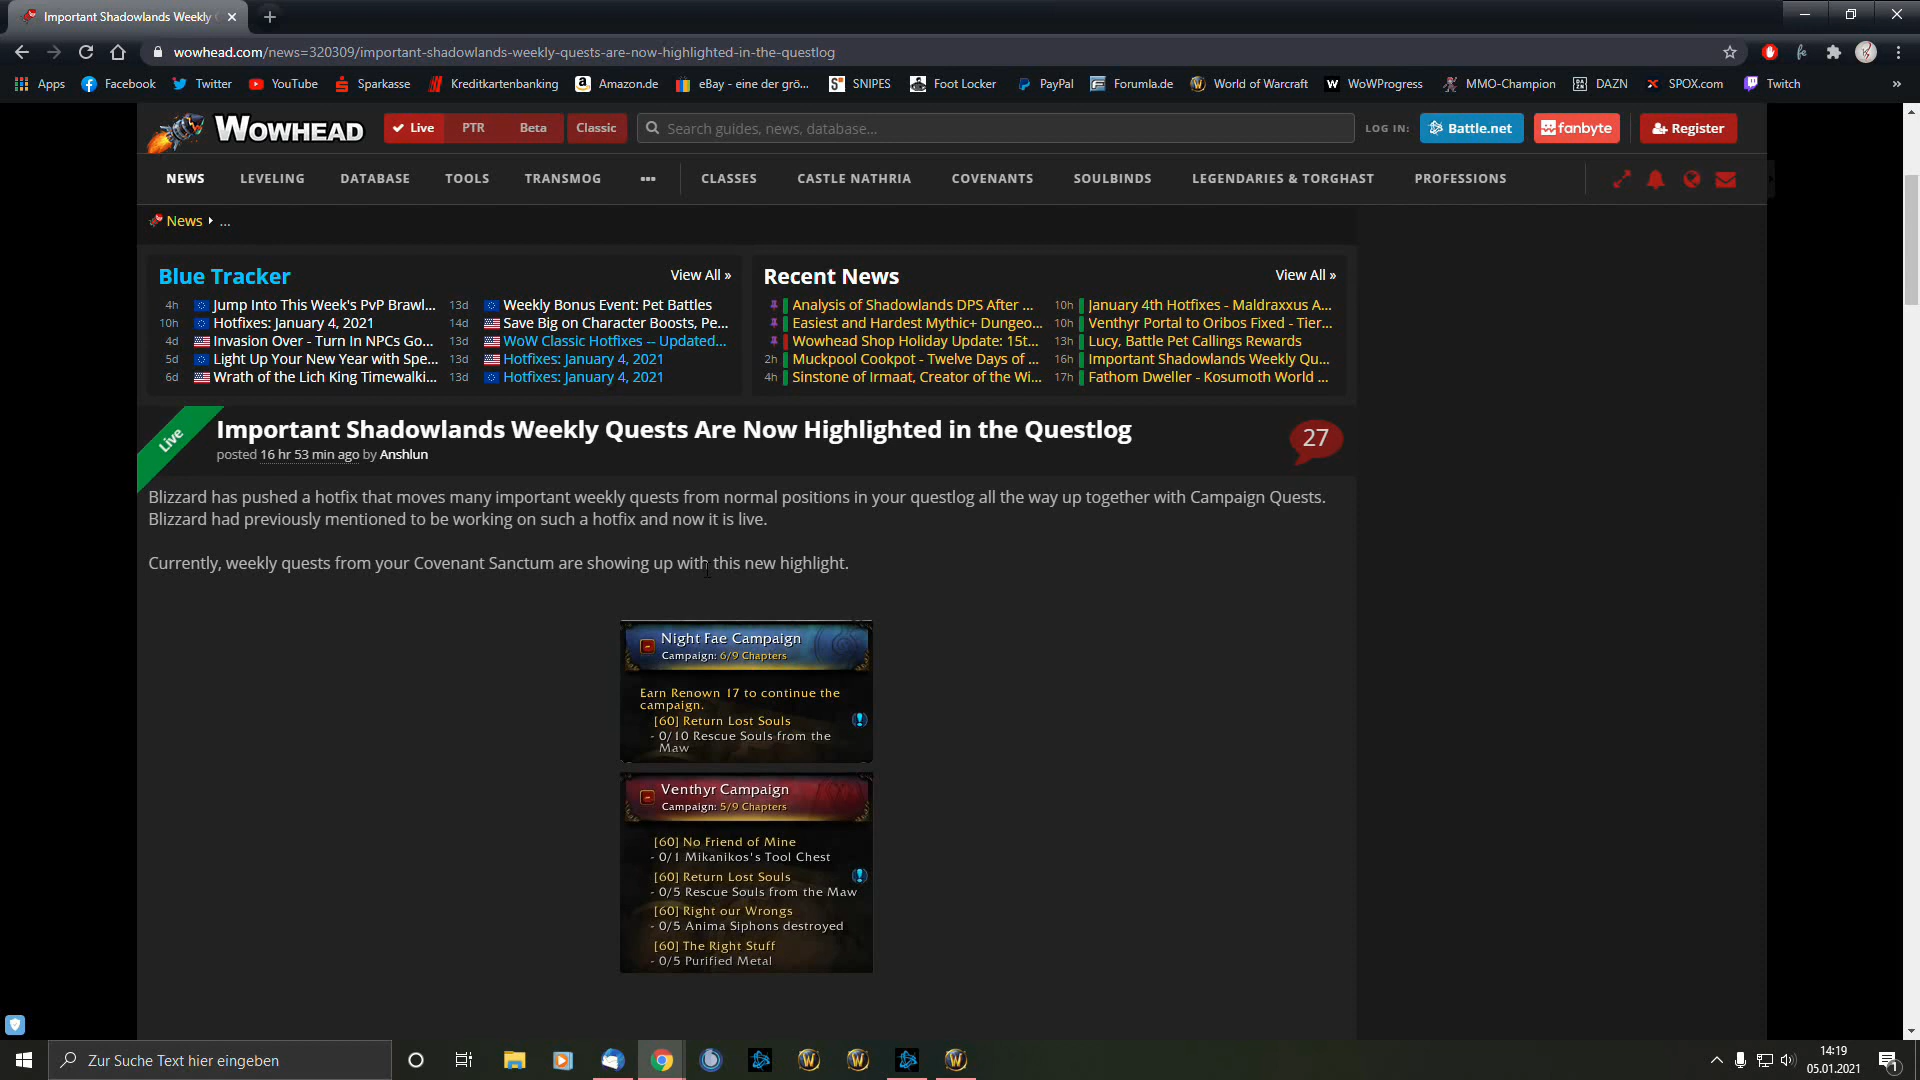 Important Shadowlands Weekly
wowhead.com/news=320309/important-shadowlands-weekly-quests-are-now-highlighted-in-the-questlog
Apps Facebook Twitter YouTube Sparkasse Kreditkartenbanking Amazon.de eBay - eine der grö... SNIPES Foot Locker PayPal Forumla.de World of Warcraft WoWProgress MMO-Champion DAZN SPOX.com Twitch »
WOWHEAD Live PTR Beta Classic Search guides, news, database... LOG IN: Battle.net fanbyte Register
NEWS LEVELING DATABASE TOOLS TRANSMOG ••• CLASSES CASTLE NATHRIA COVENANTS SOULBINDS LEGENDARIES & TORGHAST PROFESSIONS
News ...
Blue Tracker View All »
4h Jump Into This Week's PvP Brawl... 13d Weekly Bonus Event: Pet Battles
10h Hotfixes: January 4, 2021 14d Save Big on Character Boosts, Pe...
4d Invasion Over - Turn In NPCs Go... 13d WoW Classic Hotfixes -- Updated...
5d Light Up Your New Year with Spe... 13d Hotfixes: January 4, 2021
6d Wrath of the Lich King Timewalki... 13d Hotfixes: January 4, 2021
Recent News View All »
Analysis of Shadowlands DPS After ... 10h January 4th Hotfixes - Maldraxxus A...
Easiest and Hardest Mythic+ Dungeo... 10h Venthyr Portal to Oribos Fixed - Tier...
Wowhead Shop Holiday Update: 15t... 13h Lucy, Battle Pet Callings Rewards
2h Muckpool Cookpot - Twelve Days of ... 16h Important Shadowlands Weekly Qu...
4h Sinstone of Irmaat, Creator of the Wi... 17h Fathom Dweller - Kosumoth World ...
Live
Important Shadowlands Weekly Quests Are Now Highlighted in the Questlog
27
posted 16 hr 53 min ago by Anshlun
Blizzard has pushed a hotfix that moves many important weekly quests from normal positions in your questlog all the way up together with Campaign Quests.
Blizzard had previously mentioned to be working on such a hotfix and now it is live.
Currently, weekly quests from your Covenant Sanctum are showing up with this new highlight.
Night Fae Campaign
Campaign: 6/9 Chapters
Earn Renown 17 to continue the
campaign.
[60] Return Lost Souls
- 0/10 Rescue Souls from the
Maw
Venthyr Campaign
Campaign: 5/9 Chapters
[60] No Friend of Mine
- 0/1 Mikanikos's Tool Chest
[60] Return Lost Souls
- 0/5 Rescue Souls from the Maw
[60] Right our Wrongs
- 0/5 Anima Siphons destroyed
[60] The Right Stuff
- 0/5 Purified Metal
Zur Suche Text hier eingeben
14:19
05.01.2021
1